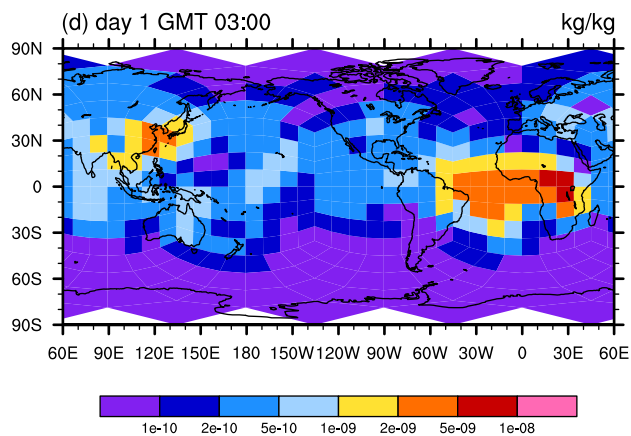 (d) day 1 GMT 03:00 kg/kg
90N
60N
30N
0
30S
60S
90S
60E 90E 120E 150E 180 150W 120W 90W 60W 30W 0 30E 60E
1e-10 2e-10 5e-10 1e-09 2e-09 5e-09 1e-08